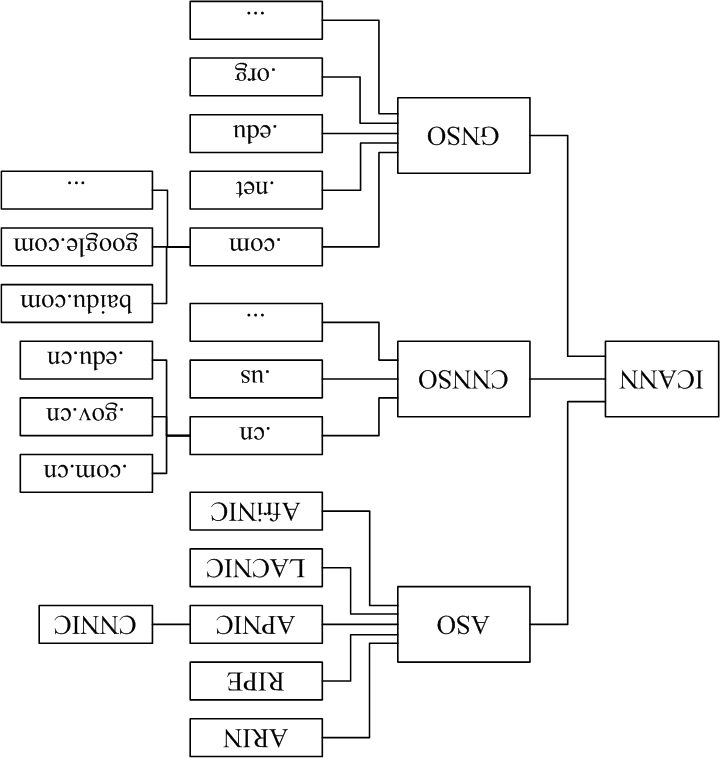 ICANN
ASO
ARIN
RIPE
APNIC
CNNIC
LACNIC
AfriNIC
CNNSO
.cn
.com.cn
.gov.cn
.edu.cn
.us
...
GNSO
.com
baidu.com
google.com
...
.net
.edu
.org
...